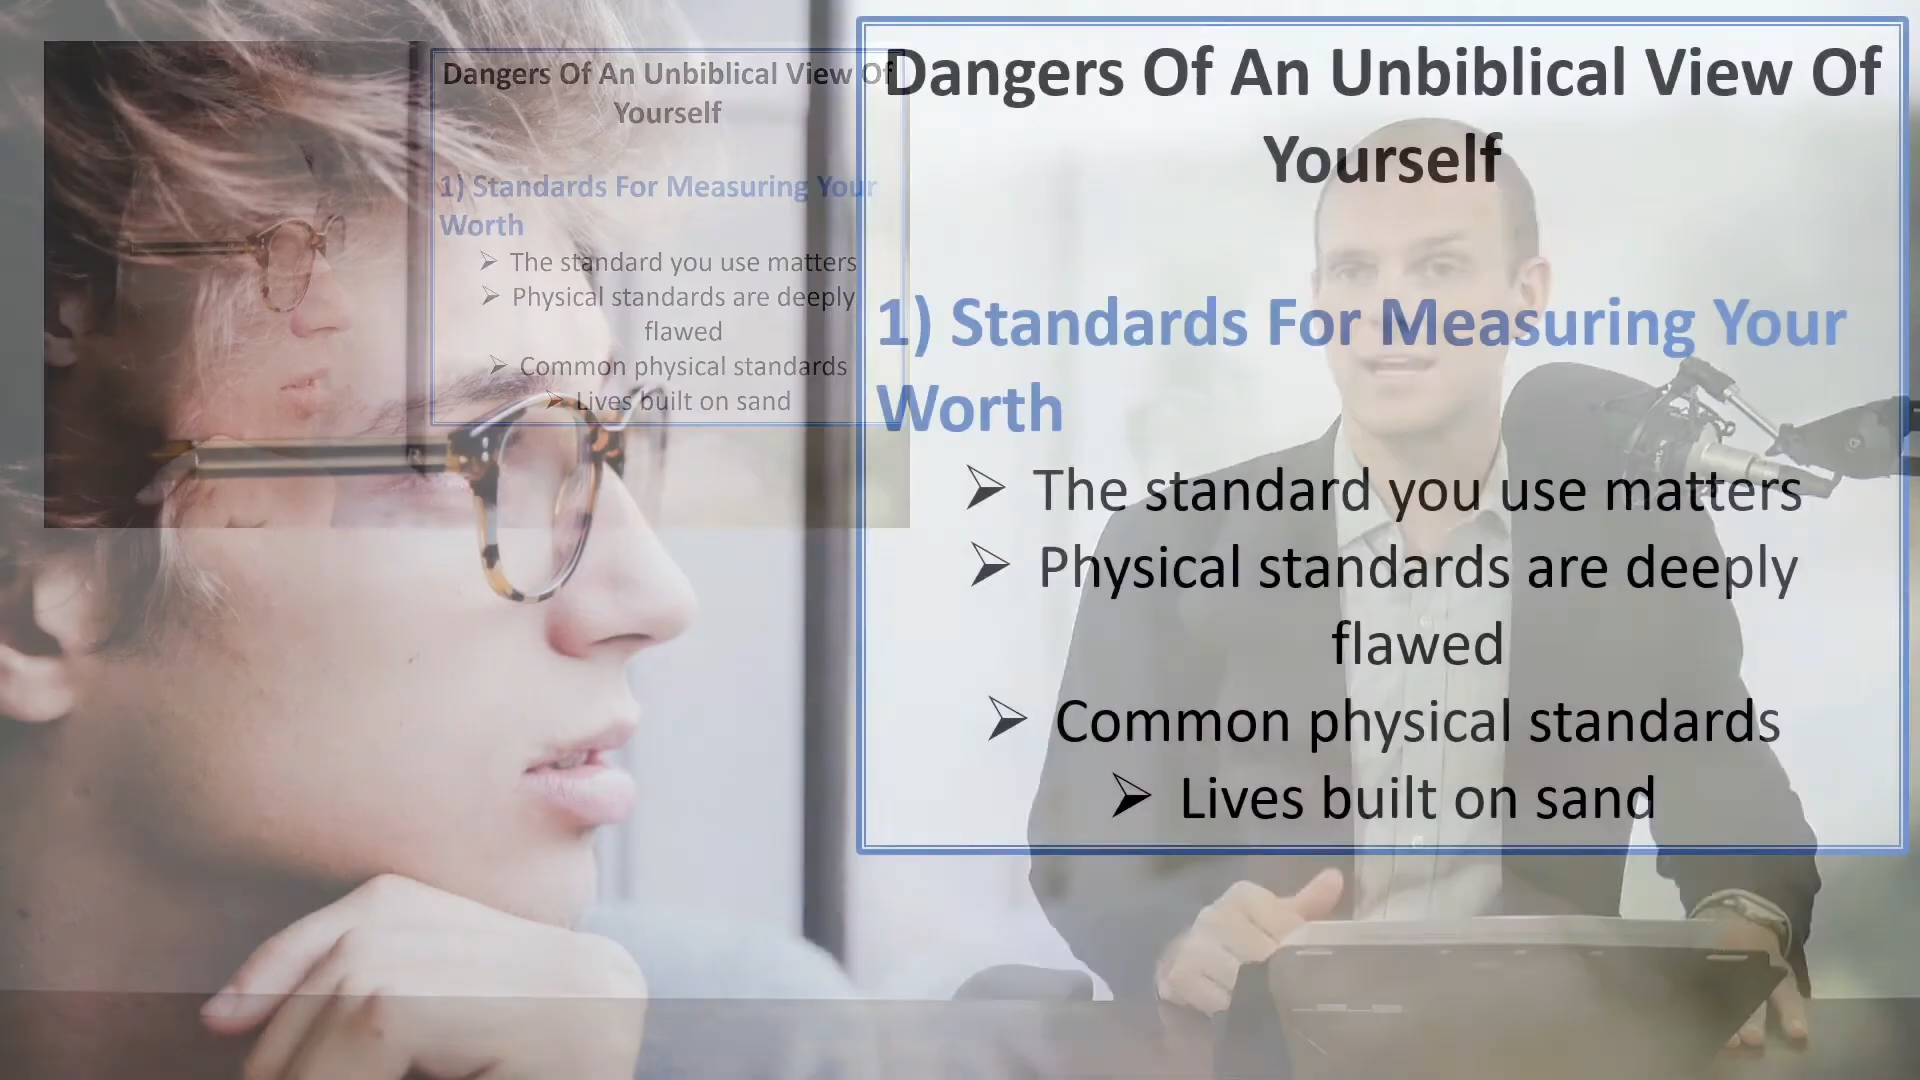 Dangers Of An Unbiblical View Of
Yourself
1) Standards For Measuring Your
Worth
➢ The standard you use matters
➢ Physical standards are deeply
flawed
➢ Common physical standards
➢ Lives built on sand
Dangers Of An Unbiblical View Of
Yourself
1) Standards For Measuring Your
Worth
➢ The standard you use matters
➢ Physical standards are deeply
flawed
➢ Common physical standards
➢ Lives built on sand